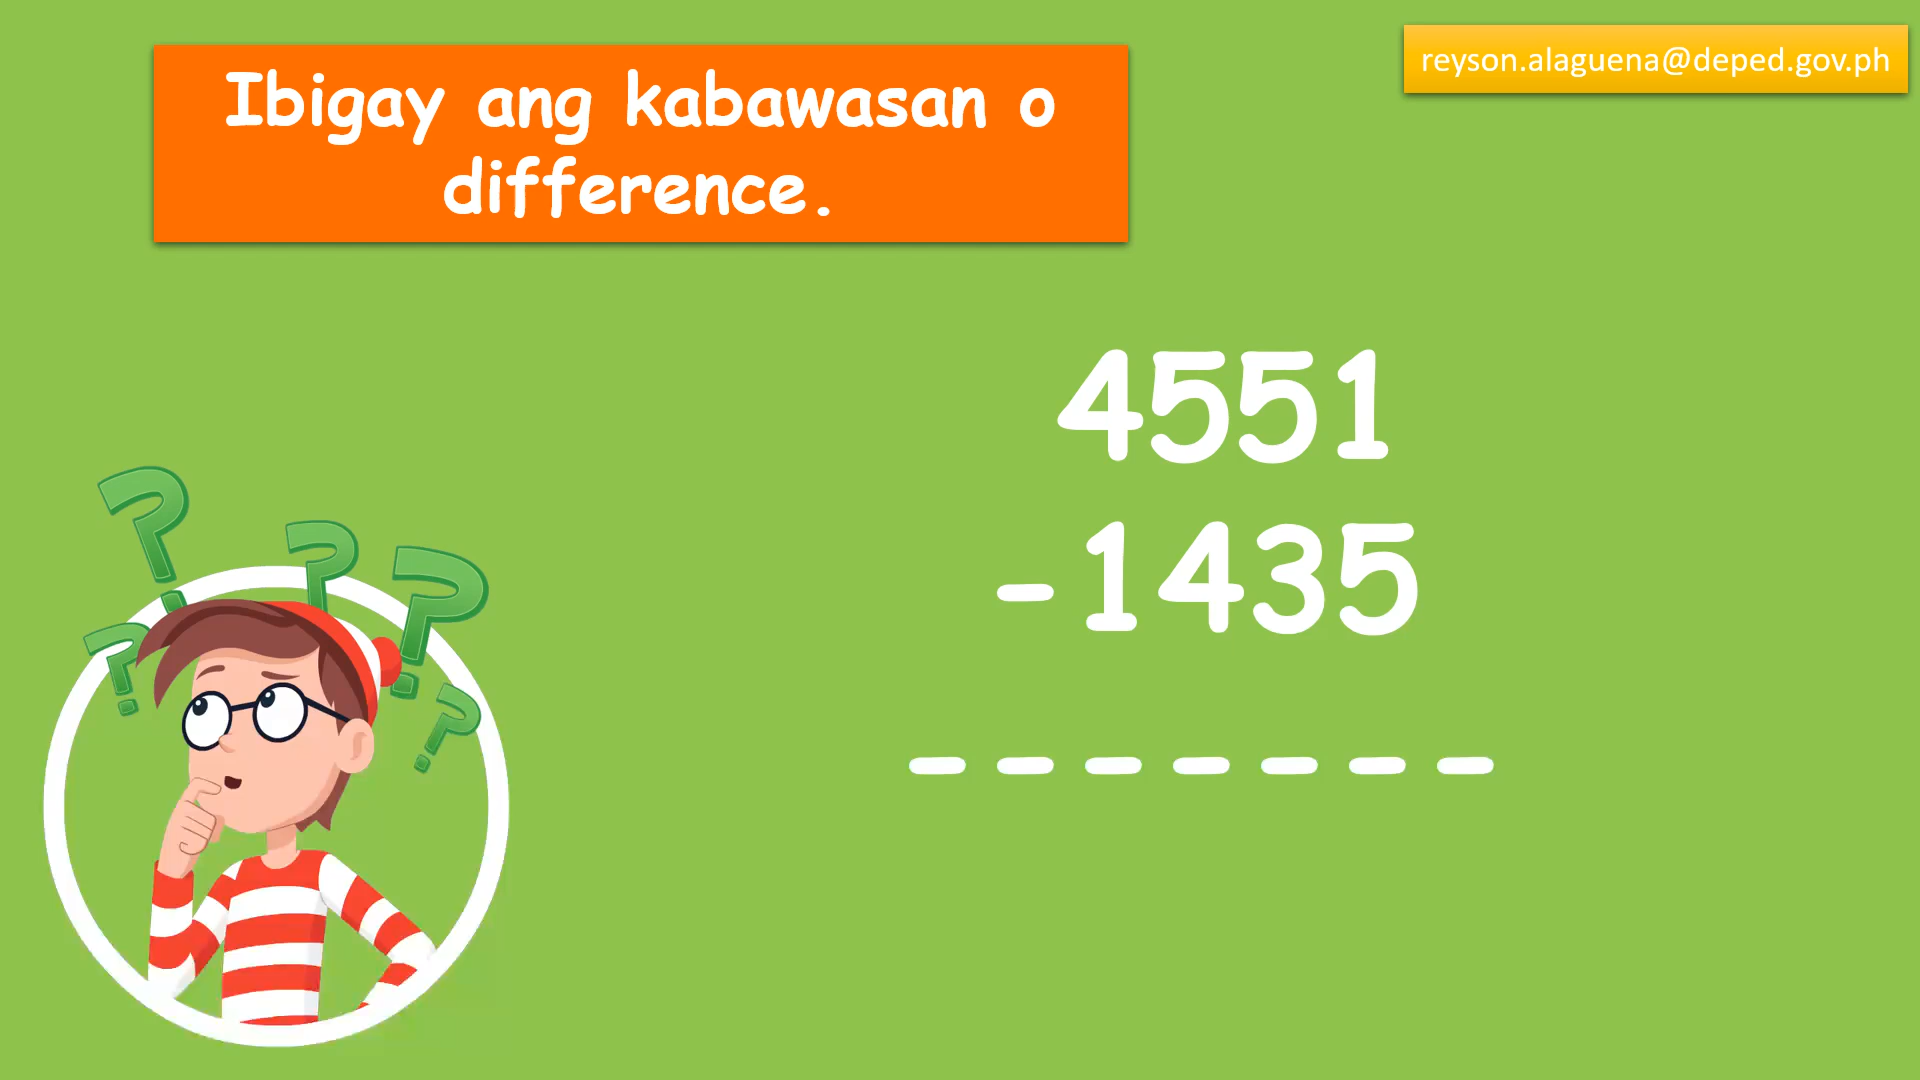 reyson.alaguena@deped.gov.ph
Ibigay ang kabawasan o
difference.
4551
-1435
_ _ _ _ _ _ _